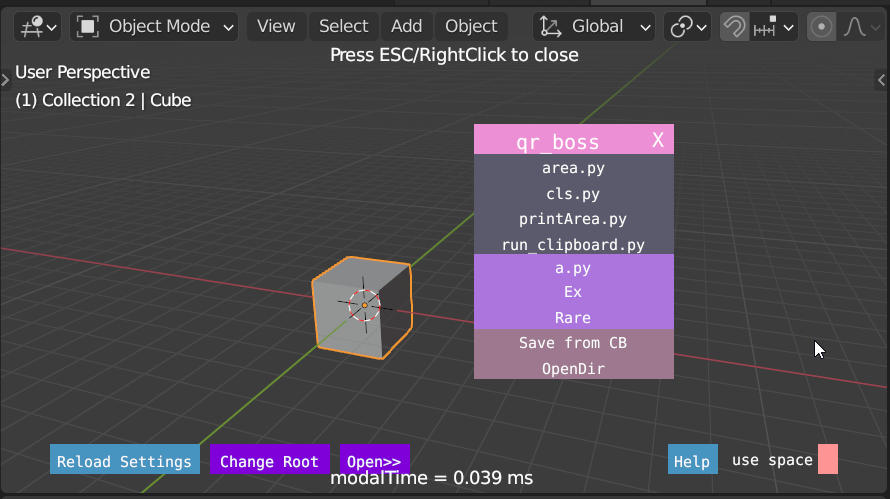 Object Mode View Select Add Object Global
Press ESC/RightClick to close
User Perspective
(1) Collection 2 | Cube
qr_boss X
area.py
cls.py
printArea.py
run_clipboard.py
a.py
Ex
Rare
Save from CB
OpenDir
Reload Settings Change Root Open>> Help use space
modalTime = 0.039 ms